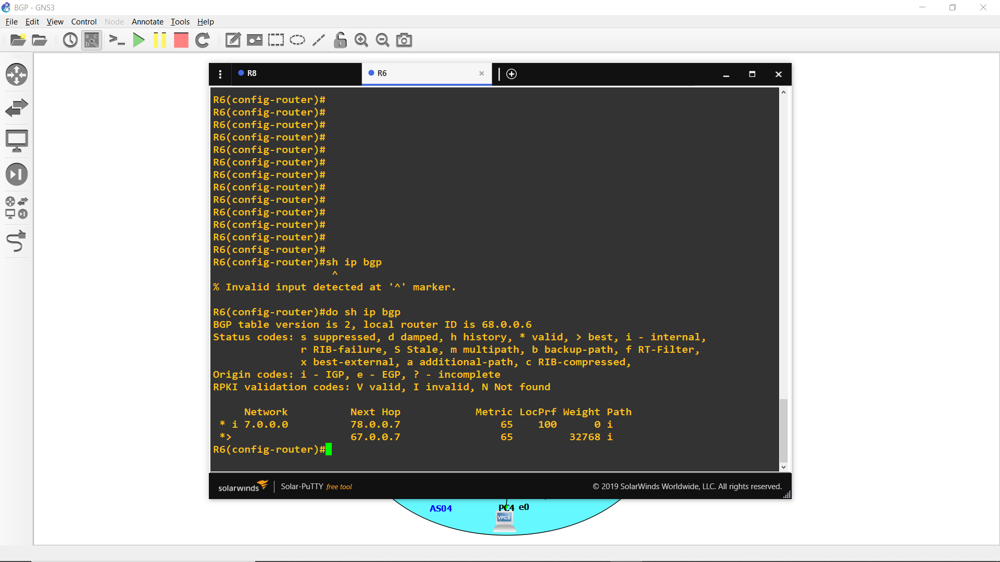 BGP - GNS3
File Edit View Control Node Annotate Tools Help
R8
R6
R6(config-router)#
R6(config-router)#
R6(config-router)#
R6(config-router)#
R6(config-router)#
R6(config-router)#
R6(config-router)#
R6(config-router)#
R6(config-router)#
R6(config-router)#
R6(config-router)#
R6(config-router)#
R6(config-router)#
R6(config-router)#sh ip bgp
^
% Invalid input detected at '^' marker.
R6(config-router)#do sh ip bgp
BGP table version is 2, local router ID is 68.0.0.6
Status codes: s suppressed, d damped, h history, * valid, > best, i - internal,
r RIB-failure, S Stale, m multipath, b backup-path, f RT-Filter,
x best-external, a additional-path, c RIB-compressed,
Origin codes: i - IGP, e - EGP, ? - incomplete
RPKI validation codes: V valid, I invalid, N Not found
Network Next Hop Metric LocPrf Weight Path
* i 7.0.0.0 78.0.0.7 65 100 0 i
*> 67.0.0.7 65 32768 i
R6(config-router)#
solarwinds Solar-PuTTY free tool © 2019 SolarWinds Worldwide, LLC. All rights reserved.
AS04 PC4 e0
VPCS